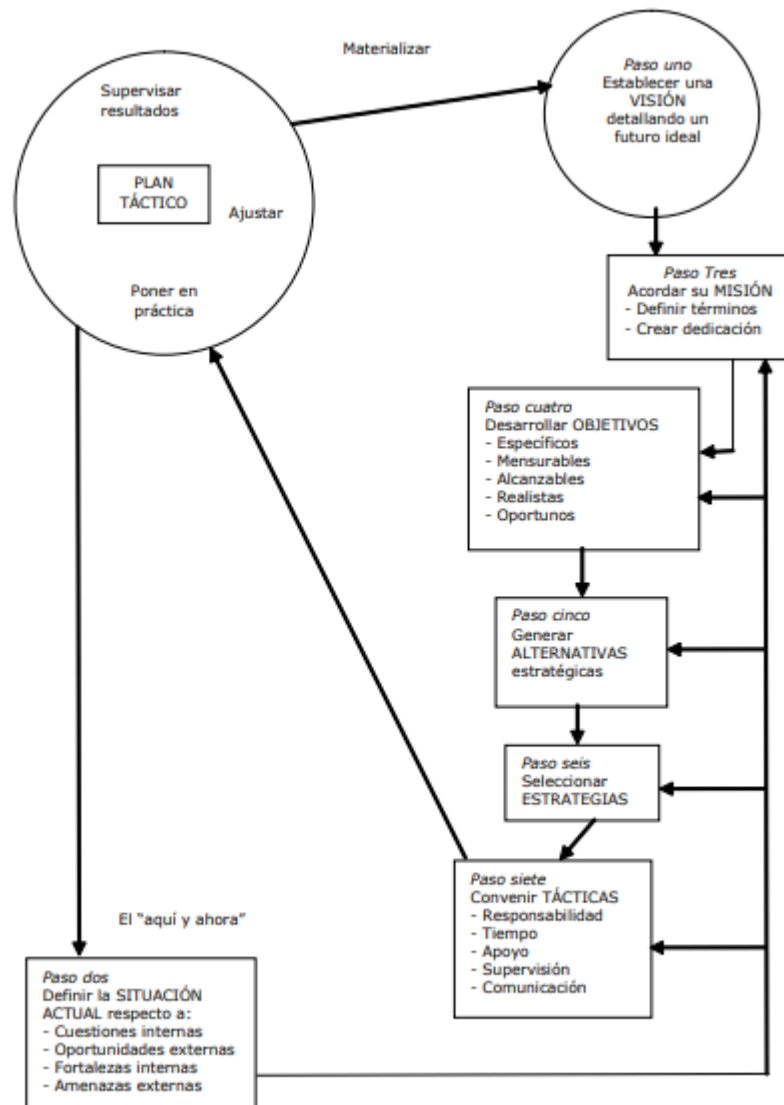 Materializar
Supervisar
resultados
PLAN
TÁCTICO
Ajustar
Poner en
práctica
Paso uno
Establecer una
VISIÓN
detallando un
futuro ideal
Paso Tres
Acordar su MISIÓN
- Definir términos
- Crear dedicación
Paso cuatro
Desarrollar OBJETIVOS
- Específicos
- Mensurables
- Alcanzables
- Realistas
- Oportunos
Paso cinco
Generar
ALTERNATIVAS
estratégicas
Paso seis
Seleccionar
ESTRATEGIAS
Paso siete
Convenir TÁCTICAS
- Responsabilidad
- Tiempo
- Apoyo
- Supervisión
- Comunicación
El "aquí y ahora"
Paso dos
Definir la SITUACIÓN
ACTUAL respecto a:
- Cuestiones internas
- Oportunidades externas
- Fortalezas internas
- Amenazas externas